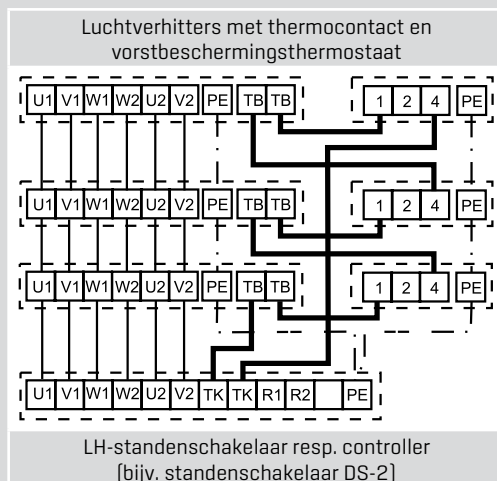 Luchtverhitters met thermocontact en
vorstbeschermingsthermostaat
U1 V1 W1 W2 U2 V2 PE TB TB 1 2 4 PE
U1 V1 W1 W2 U2 V2 PE TB TB 1 2 4 PE
U1 V1 W1 W2 U2 V2 PE TB TB 1 2 4 PE
U1 V1 W1 W2 U2 V2 TK TK R1 R2 PE
LH-standenschakelaar resp. controller
(bijv. standenschakelaar DS-2)